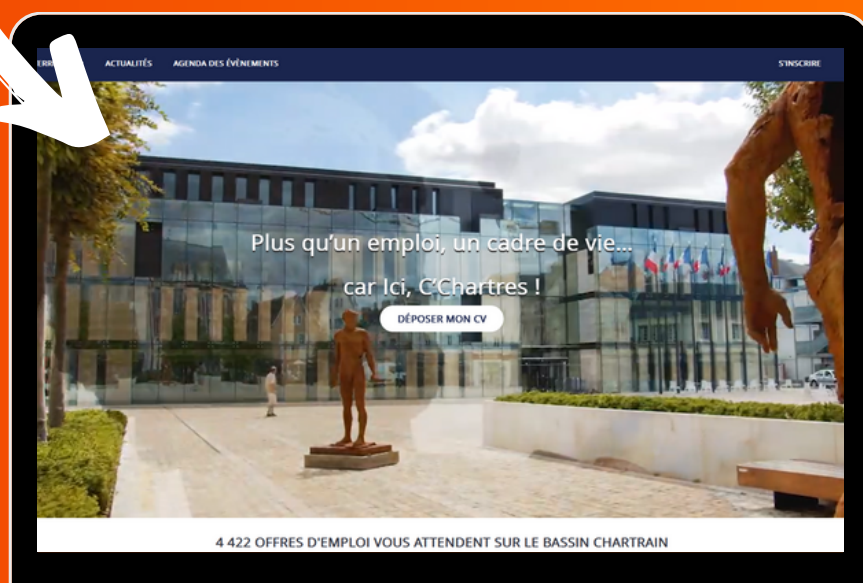 ACTUALITÉS AGENDA DES ÉVÈNEMENTS S'INSCRIRE
Plus qu'un emploi, un cadre de vie...
car Ici, C'Chartres !
DÉPOSER MON CV
4 422 OFFRES D'EMPLOI VOUS ATTENDENT SUR LE BASSIN CHARTRAIN